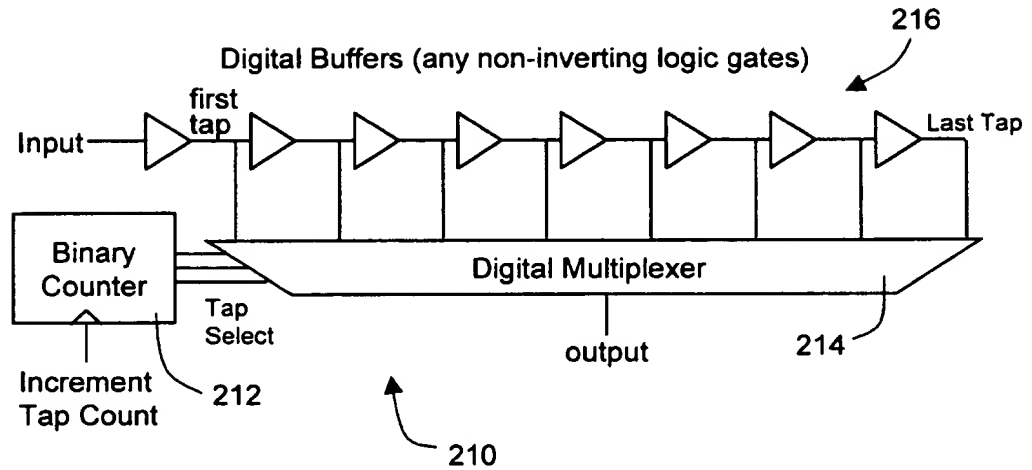 216
Digital Buffers (any non-inverting logic gates)
first
tap
Input
Last Tap
Binary
Counter
Digital Multiplexer
Tap
Select
output
214
212
Increment
Tap Count
210